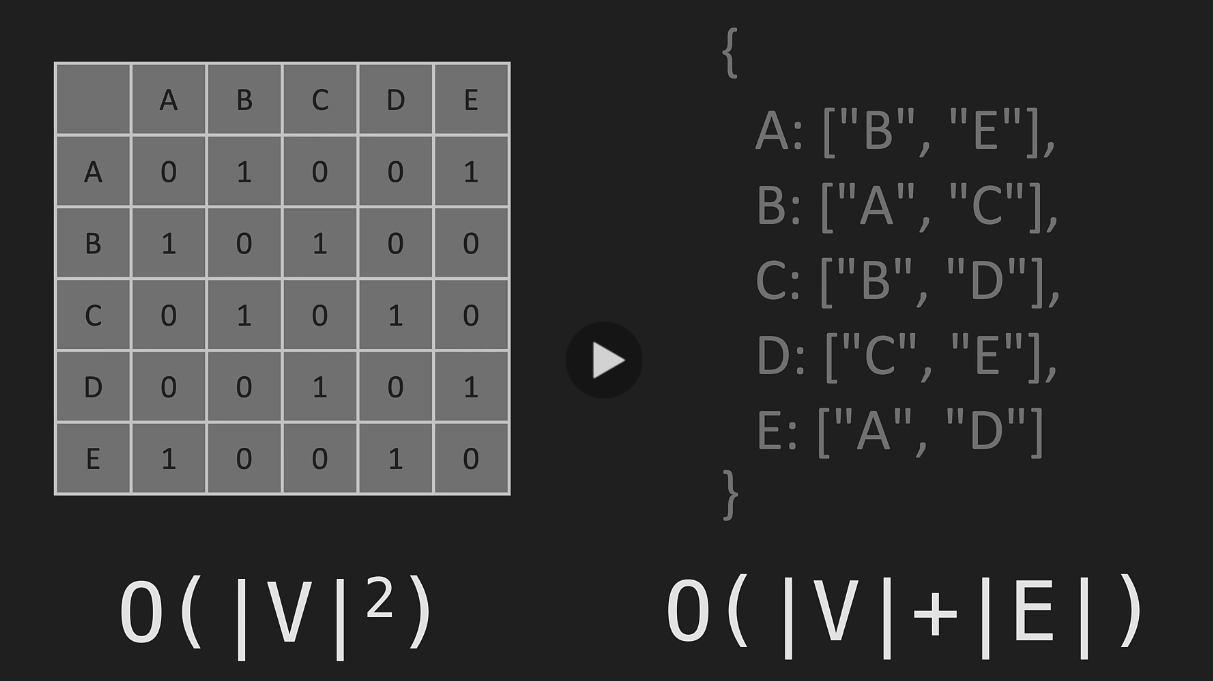 A B C D E
A 0 1 0 0 1
B 1 0 1 0 0
C 0 1 0 1 0
D 0 0 1 0 1
E 1 0 0 1 0
O(|V|²)
{
A: ["B", "E"],
B: ["A", "C"],
C: ["B", "D"],
D: ["C", "E"],
E: ["A", "D"]
}
O(|V|+|E|)